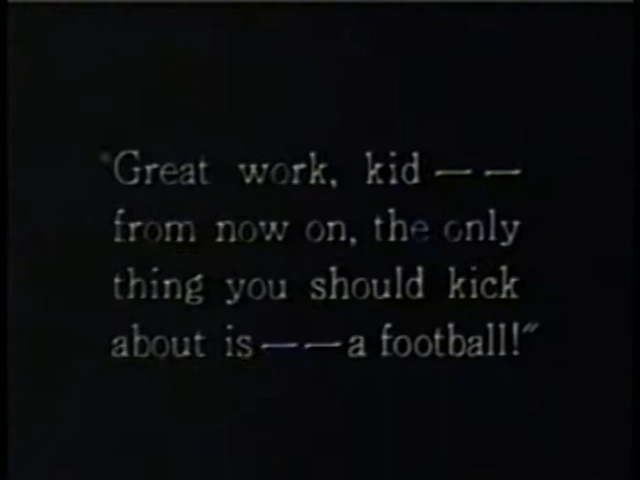 "Great work, kid — —
from now on, the only
thing you should kick
about is — — a football!"